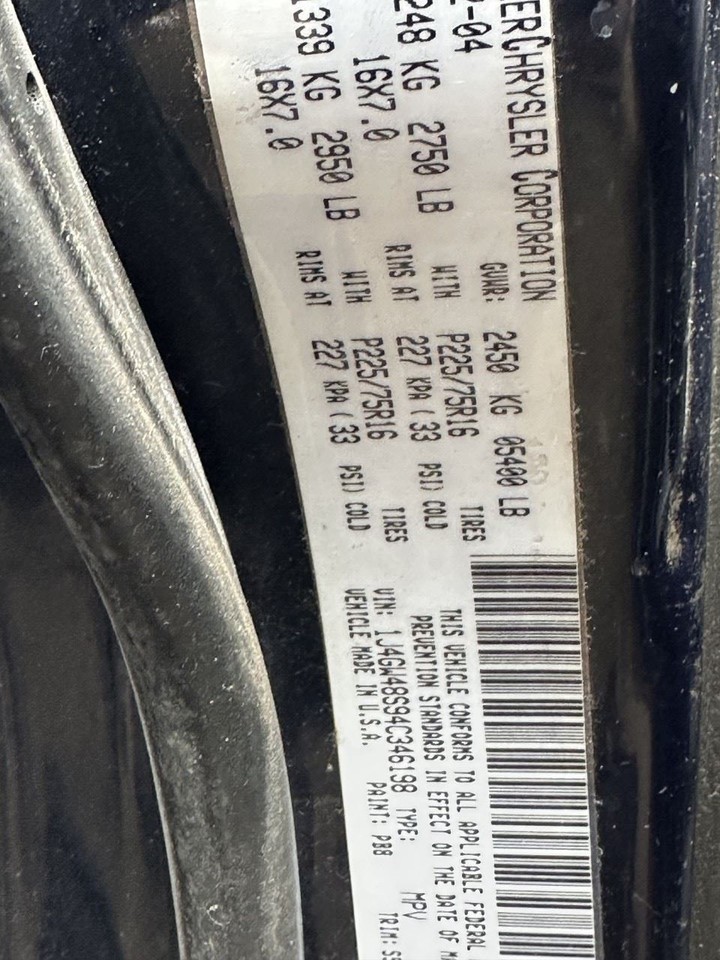 ERCHRYSLER CORPORATION
-04 GVWR: 2450 KG 05400 LB
248 KG 2750 LB WITH P225/75R16 TIRES
16X7.0 RIMS AT 227 KPA ( 33 PSI) COLD
1339 KG 2950 LB WITH P225/75R16 TIRES
16X7.0 RIMS AT 227 KPA ( 33 PSI) COLD
THIS VEHICLE CONFORMS TO ALL APPLICABLE FEDERAL
PREVENTION STANDARDS IN EFFECT ON THE DATE OF
VIN: 1J4GW48S94C346198 TYPE: MPV
VEHICLE MADE IN U.S.A. PAINT: PB8 TRIM: